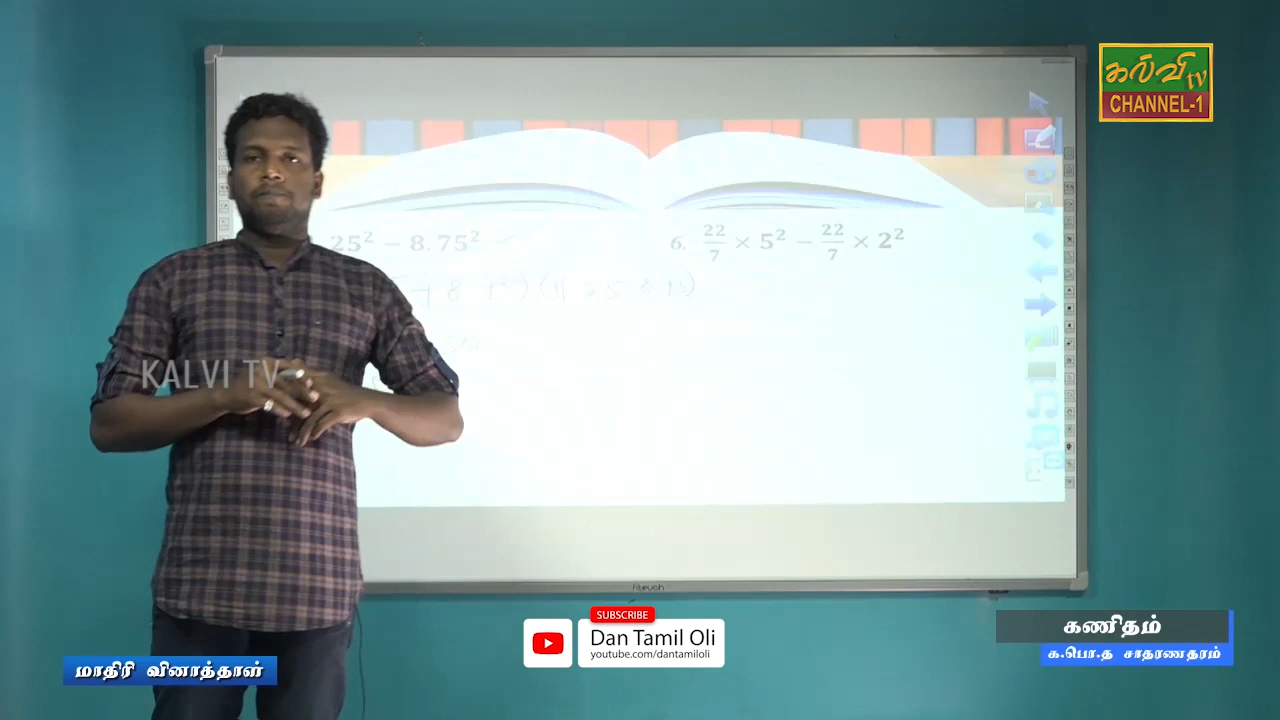 கல்வி tv
CHANNEL-1
25² – 8.75²
6. 22/7 × 5² – 22/7 × 2²
KALVI TV
SUBSCRIBE
Dan Tamil Oli
youtube.com/dantamiloli
கணிதம்
க.பொ.த சாதரணதரம்
மாதிரி வினாத்தாள்